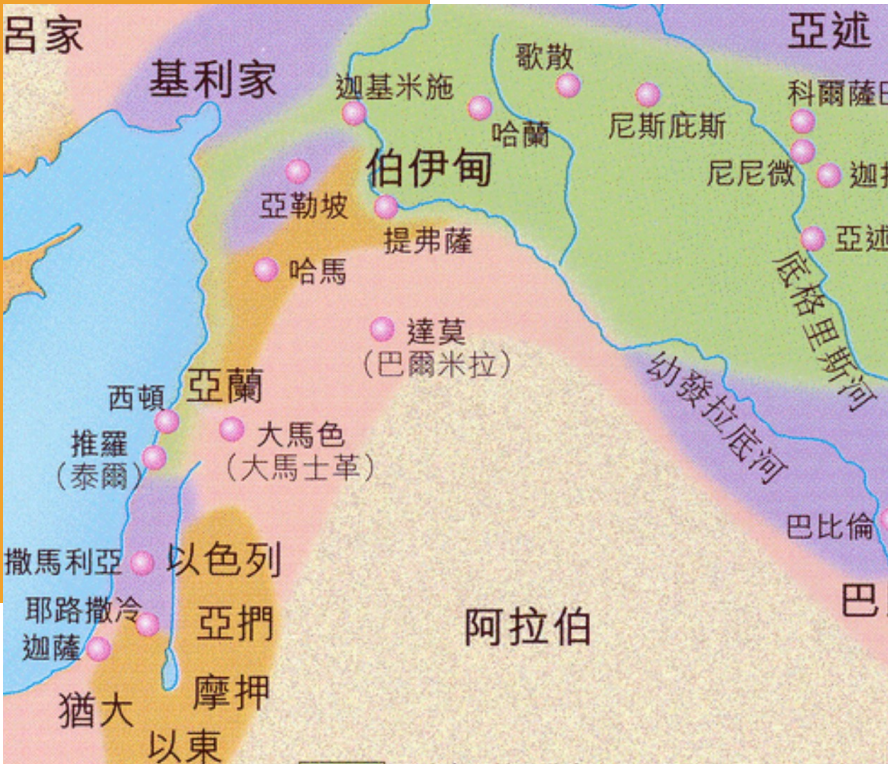 呂家
亞述
基利家
歌散
迦基米施
科爾薩
哈蘭
尼斯庇斯
伯伊甸
尼尼微
迦
亞勒坡
提弗薩
亞述
哈馬
底格里斯河
達莫
（巴爾米拉）
幼發拉底河
亞蘭
西頓
大馬色
（大馬士革）
推羅
（泰爾）
巴比倫
撒馬利亞
以色列
巴
耶路撒冷
亞捫
阿拉伯
迦薩
摩押
猶大
以東